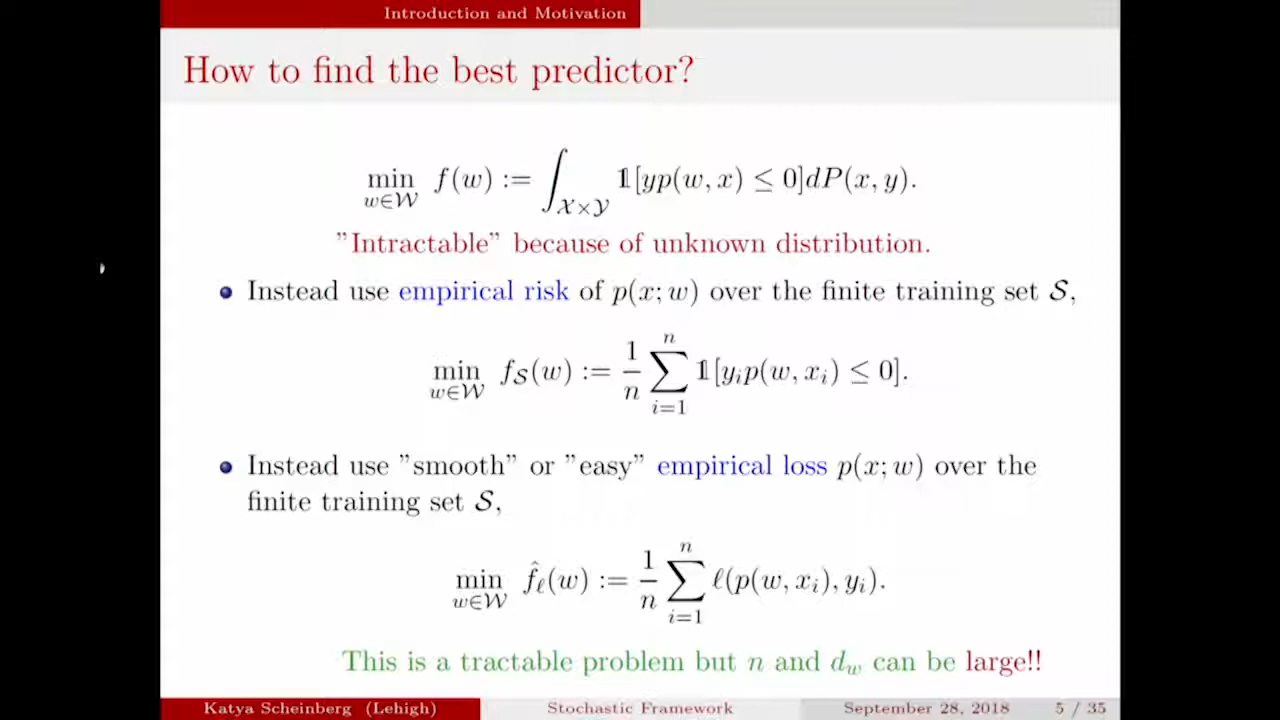 Introduction and Motivation
How to find the best predictor?
min_{w∈𝒲} f(w) := ∫_{𝒳×𝒴} 𝟙[yp(w, x) ≤ 0]dP(x, y).
”Intractable” because of unknown distribution.
Instead use empirical risk of p(x; w) over the finite training set 𝒮,
min_{w∈𝒲} f_𝒮(w) := 1/n ∑_{i=1}^{n} 𝟙[y_i p(w, x_i) ≤ 0].
Instead use ”smooth” or ”easy” empirical loss p(x; w) over the
finite training set 𝒮,
min_{w∈𝒲} f̂_ℓ(w) := 1/n ∑_{i=1}^{n} ℓ(p(w, x_i), y_i).
This is a tractable problem but n and d_w can be large!!
Katya Scheinberg (Lehigh) Stochastic Framework September 28, 2018 5 / 35